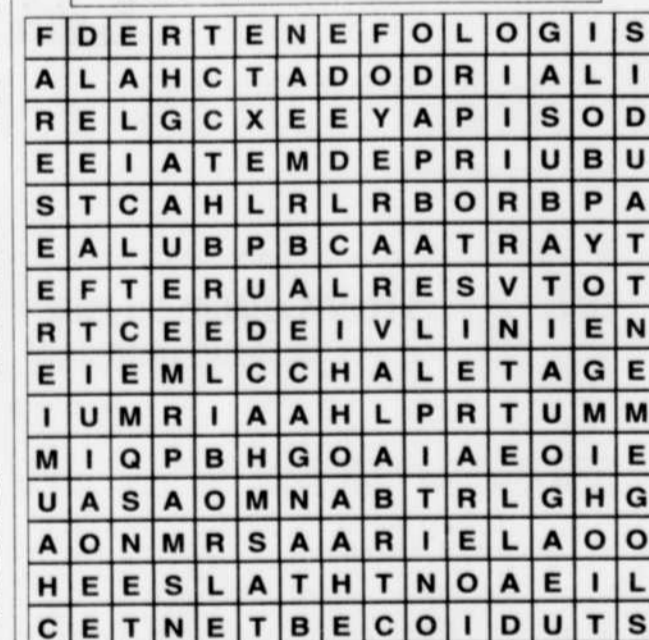 F D E R T E N E F O L O G I S
A L A H C T A D O D R I A L I
R E L G C X E E Y A P I S O D
E E I A T E M D E P R I U B U
S T C A H L R L R B O R B P A
E A L U B P B C A A T R A Y T
E F T E R U A L R E S V T O T
R T C E E D E I V L I N I E N
E I E M L C C H A L E T A G E
I U M R I A A H L P R T U M M
M I Q P B H G O A I A E O I E
U A S A O M N A B T R L G H G
A O N M R S A A R I E L A O O
H E E S L A T H T N O A E I L
C E T N E T B E C O I D U T S